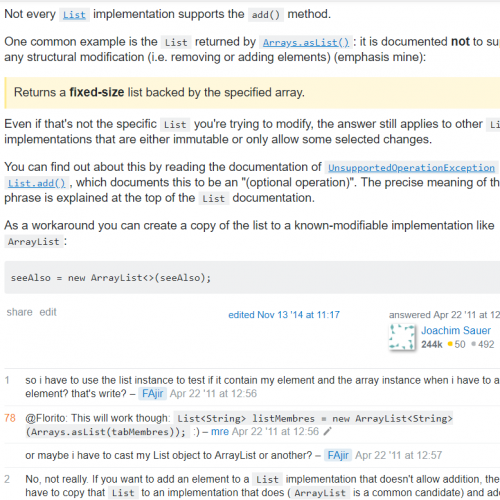 Not every List implementation supports the add() method.
One common example is the List returned by Arrays.asList() : it is documented not to su
any structural modification (i.e. removing or adding elements) (emphasis mine):
Returns a fixed-size list backed by the specified array.
Even if that's not the specific List you're trying to modify, the answer still applies to other Li
implementations that are either immutable or only allow some selected changes.
You can find out about this by reading the documentation of UnsupportedOperationException
List.add() , which documents this to be an "(optional operation)". The precise meaning of th
phrase is explained at the top of the List documentation.
As a workaround you can create a copy of the list to a known-modifiable implementation like
ArrayList :
seeAlso = new ArrayList<>(seeAlso);
share edit
edited Nov 13 '14 at 11:17
answered Apr 22 '11 at 12
Joachim Sauer
244k 50 492
1 so i have to use the list instance to test if it contain my element and the array instance when i have to a
element? that's write? – FAjir Apr 22 '11 at 12:56
78 @Florito: This will work though: List<String> listMembres = new ArrayList<String>
(Arrays.asList(tabMembres)); :) – mre Apr 22 '11 at 12:56
or maybe i have to cast my List object to ArrayList or another? – FAjir Apr 22 '11 at 12:57
2 No, not really. If you want to add an element to a List implementation that doesn't allow addition, the
have to copy that List to an implementation that does ( ArrayList is a common candidate) and ad